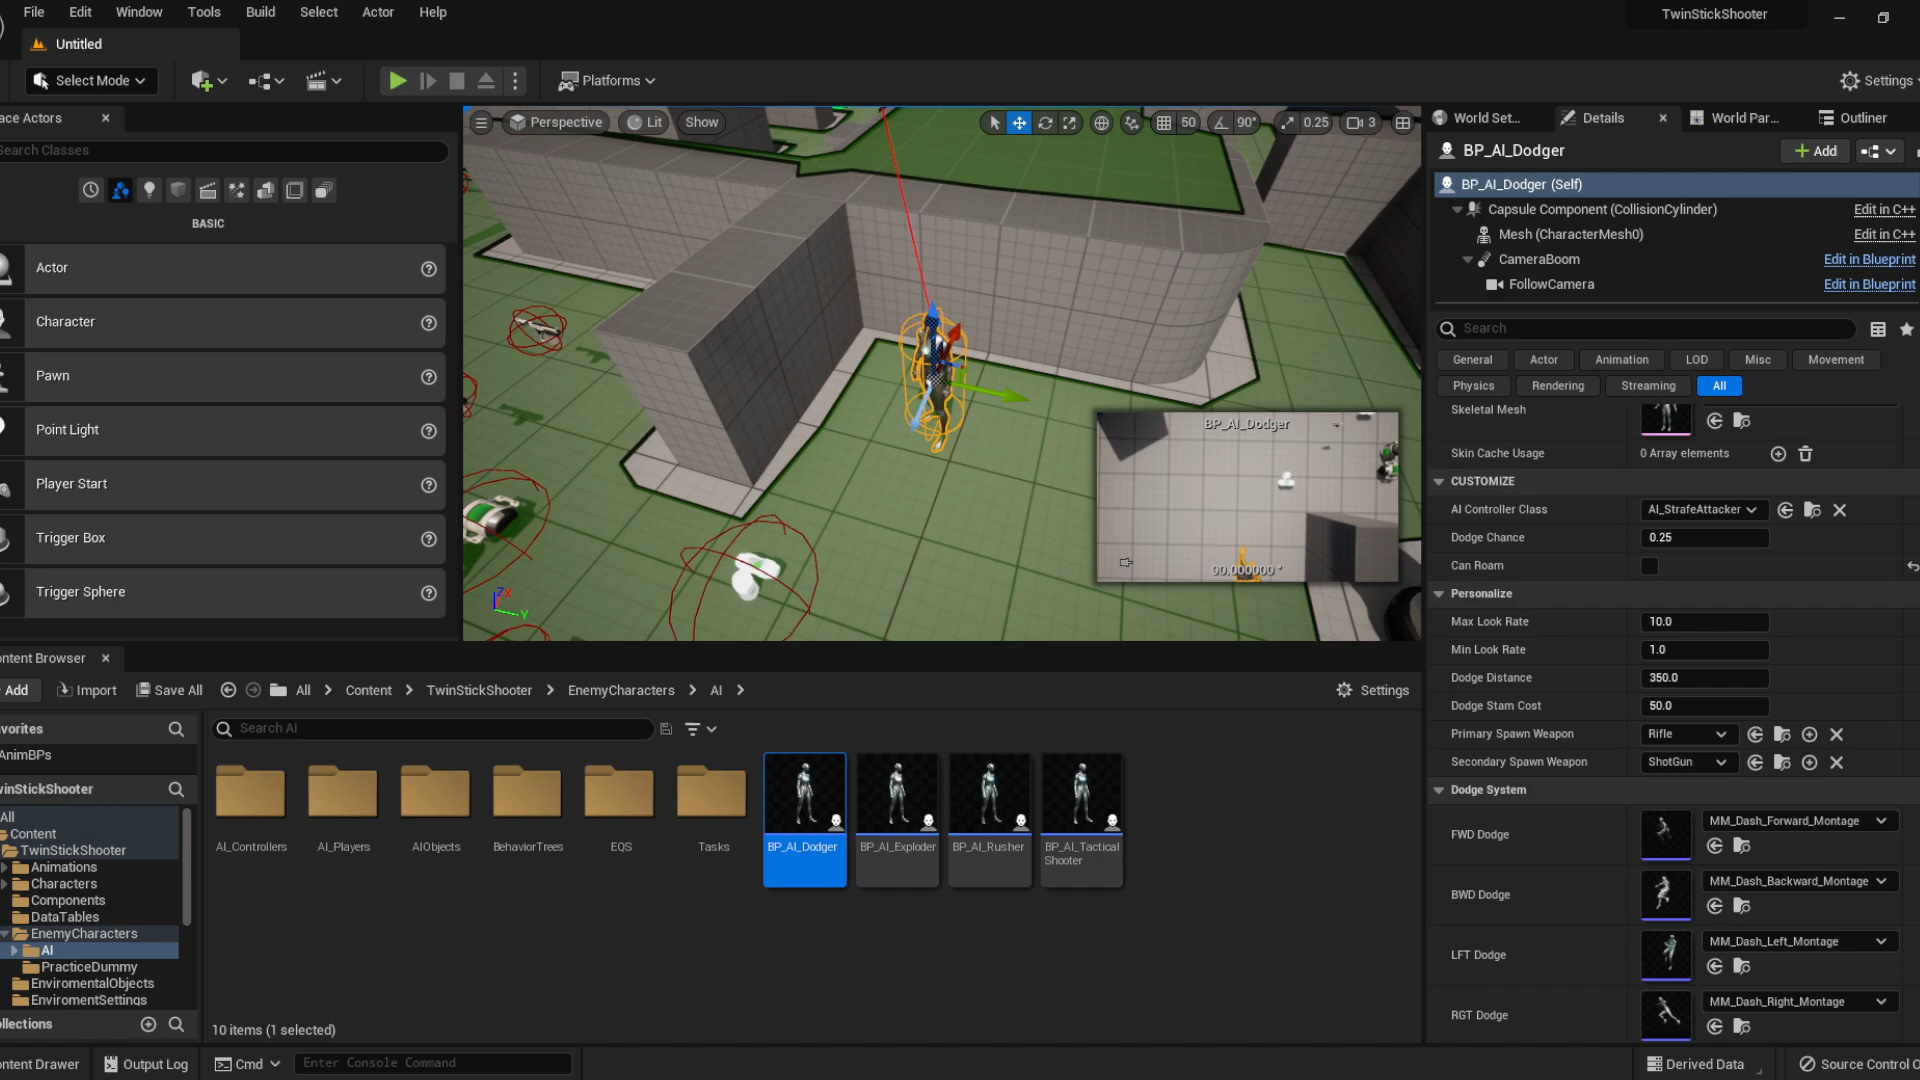 File Edit Window Tools Build Select Actor Help
TwinStickShooter
Untitled
Select Mode
Platforms
Settings
ace Actors
earch Classes
BASIC
Actor
Character
Pawn
Point Light
Player Start
Trigger Box
Trigger Sphere
Perspective Lit Show
50 90° 0.25 3
BP_AI_Dodger
90.000000 °
ZX
Y
World Set... Details World Par... Outliner
BP_AI_Dodger
Add
BP_AI_Dodger (Self)
Capsule Component (CollisionCylinder) Edit in C++
Mesh (CharacterMesh0) Edit in C++
CameraBoom Edit in Blueprint
FollowCamera Edit in Blueprint
Search
General Actor Animation LOD Misc Movement
Physics Rendering Streaming All
Skeletal Mesh
Skin Cache Usage 0 Array elements
CUSTOMIZE
AI Controller Class AI_StrafeAttacker
Dodge Chance 0.25
Can Roam
Personalize
Max Look Rate 10.0
Min Look Rate 1.0
Dodge Distance 350.0
Dodge Stam Cost 50.0
Primary Spawn Weapon Rifle
Secondary Spawn Weapon ShotGun
Dodge System
FWD Dodge MM_Dash_Forward_Montage
BWD Dodge MM_Dash_Backward_Montage
LFT Dodge MM_Dash_Left_Montage
RGT Dodge MM_Dash_Right_Montage
ontent Browser
Add Import Save All All Content TwinStickShooter EnemyCharacters AI
Settings
avorites
AnimBPs
winStickShooter
All
Content
TwinStickShooter
Animations
Characters
Components
DataTables
EnemyCharacters
AI
PracticeDummy
EnviromentalObjects
EnviromentSettings
ollections
Search AI
AI_Controllers AI_Players AIObjects BehaviorTrees EQS Tasks BP_AI_Dodger BP_AI_Exploder BP_AI_Rusher BP_AI_Tactical
Shooter
10 items (1 selected)
ontent Drawer Output Log Cmd Enter Console Command
Derived Data Source Control O